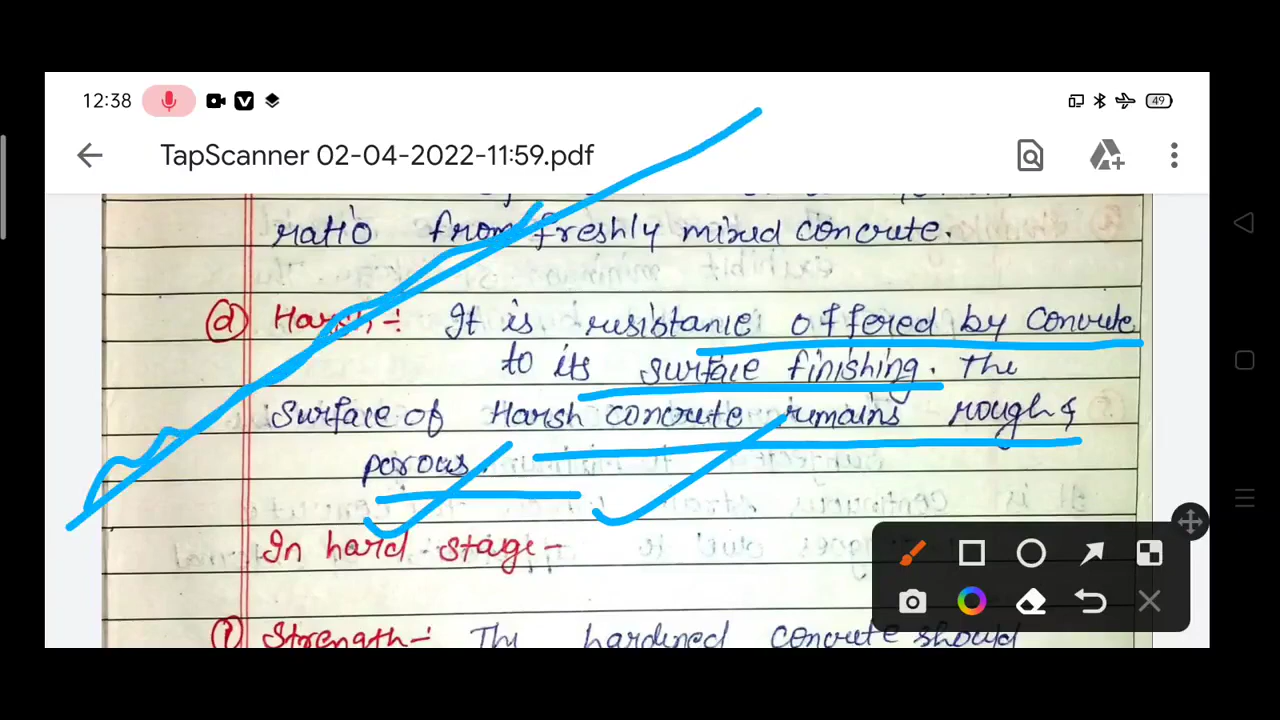 12:38
49
TapScanner 02-04-2022-11:59.pdf
ratio from freshly mixed concrete.
(d) Harsh:- It is resistance offered by concrete
to its surface finishing. The
surface of Harsh concrete remains rough &
porous.
In hard stage-
(1) Strength:- The hardened concrete should